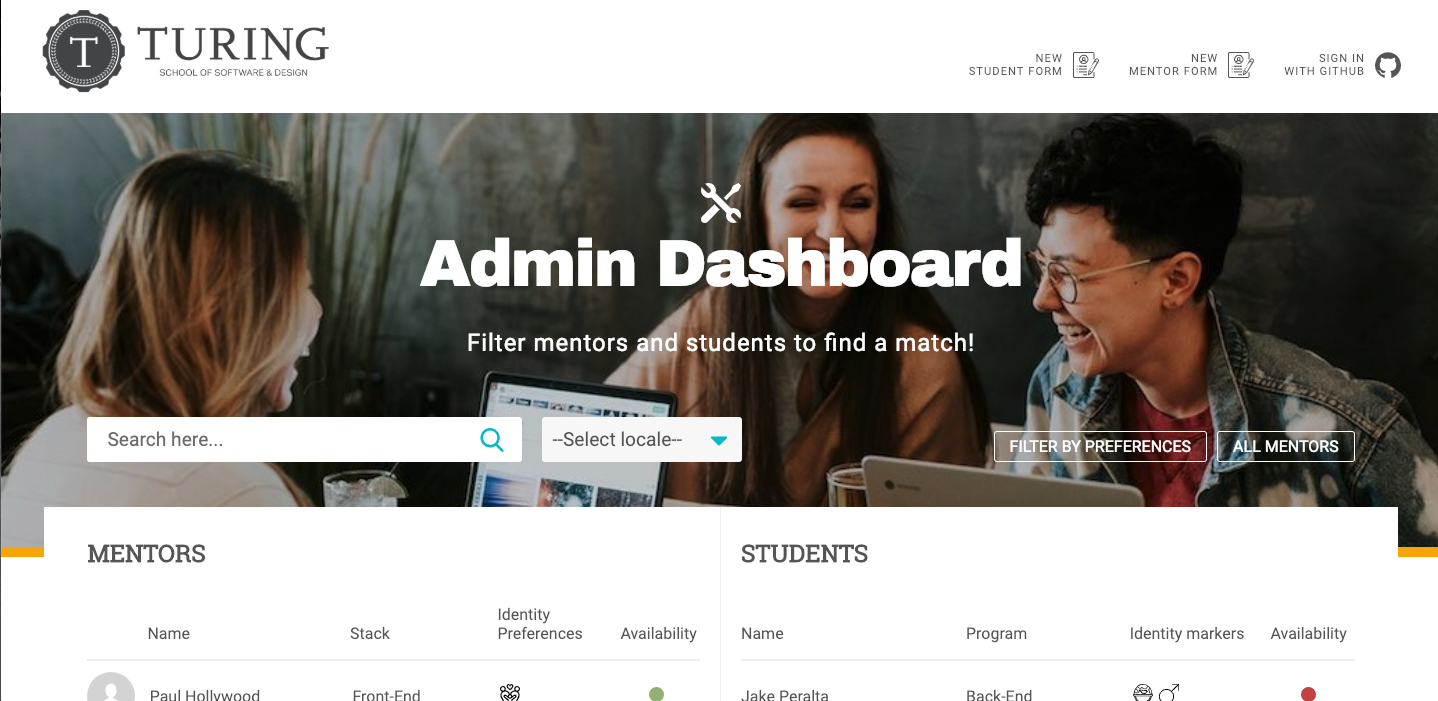 T TURING
SCHOOL OF SOFTWARE & DESIGN
NEW
STUDENT FORM
NEW
MENTOR FORM
SIGN IN
WITH GITHUB
Admin Dashboard
Filter mentors and students to find a match!
Search here...
--Select locale--
FILTER BY PREFERENCES
ALL MENTORS
MENTORS
Name
Stack
Identity
Preferences
Availability
Paul Hollywood
Front-End
STUDENTS
Name
Program
Identity markers
Availability
Jake Peralta
Back-End